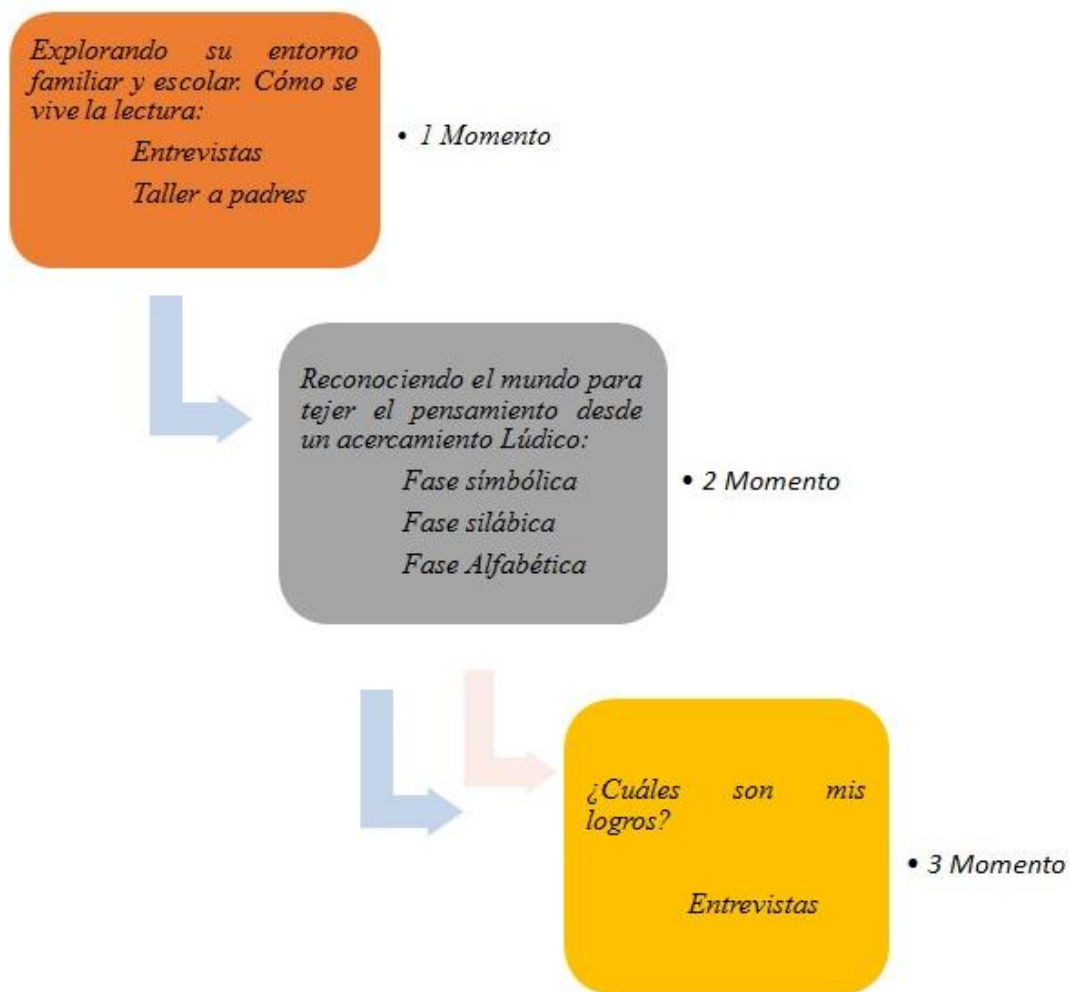 Explorando su entorno
familiar y escolar. Cómo se
vive la lectura:
Entrevistas
Taller a padres
• 1 Momento
Reconociendo el mundo para
tejer el pensamiento desde
un acercamiento Lúdico:
Fase símbólica
Fase silábica
Fase Alfabética
• 2 Momento
¿Cuáles son mis
logros?
Entrevistas
• 3 Momento